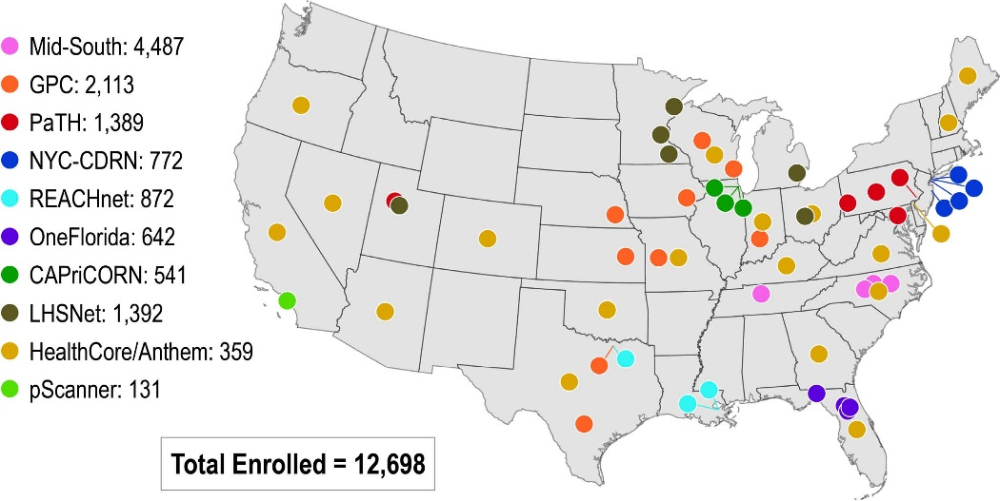 Mid-South: 4,487
GPC: 2,113
PaTH: 1,389
NYC-CDRN: 772
REACHnet: 872
OneFlorida: 642
CAPriCORN: 541
LHSNet: 1,392
HealthCore/Anthem: 359
pScanner: 131
Total Enrolled = 12,698